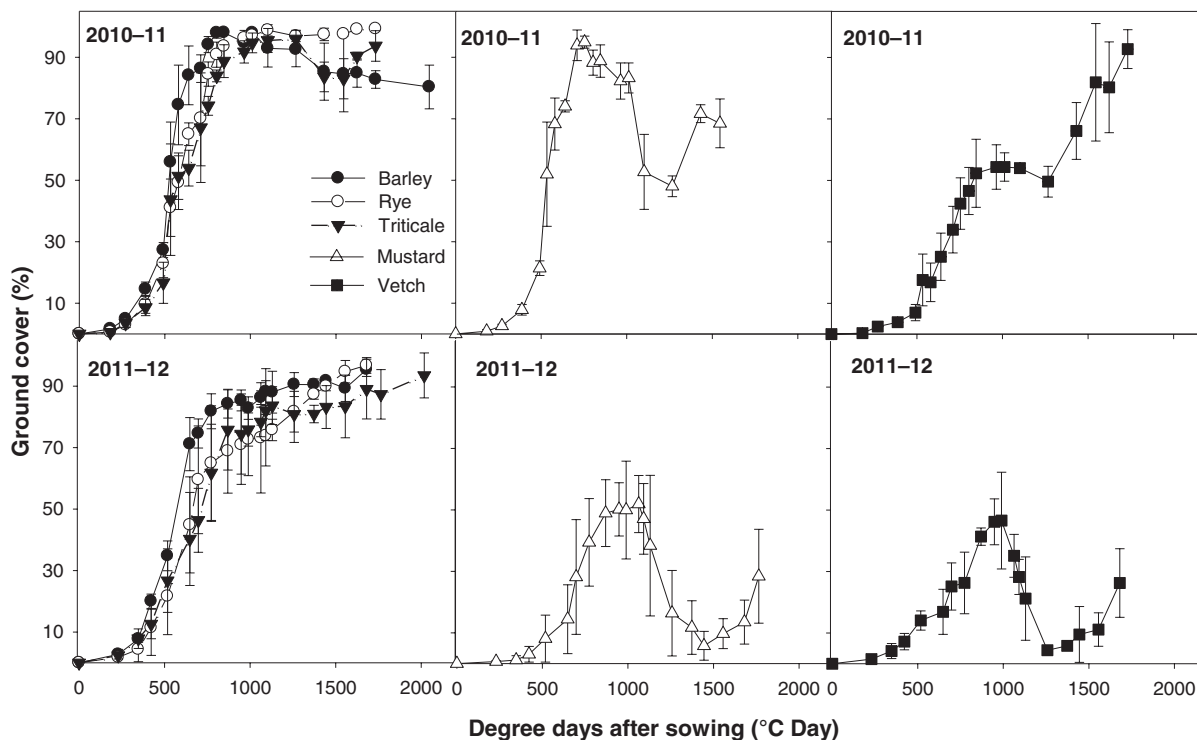 2010–11
2010–11
2010–11
90
70
50
30
10
Barley
Rye
Triticale
Mustard
Vetch
Ground cover (%)
2011–12
2011–12
2011–12
90
70
50
30
10
0 500 1000 1500 2000
0 500 1000 1500 2000
0 500 1000 1500 2000
Degree days after sowing (°C Day)